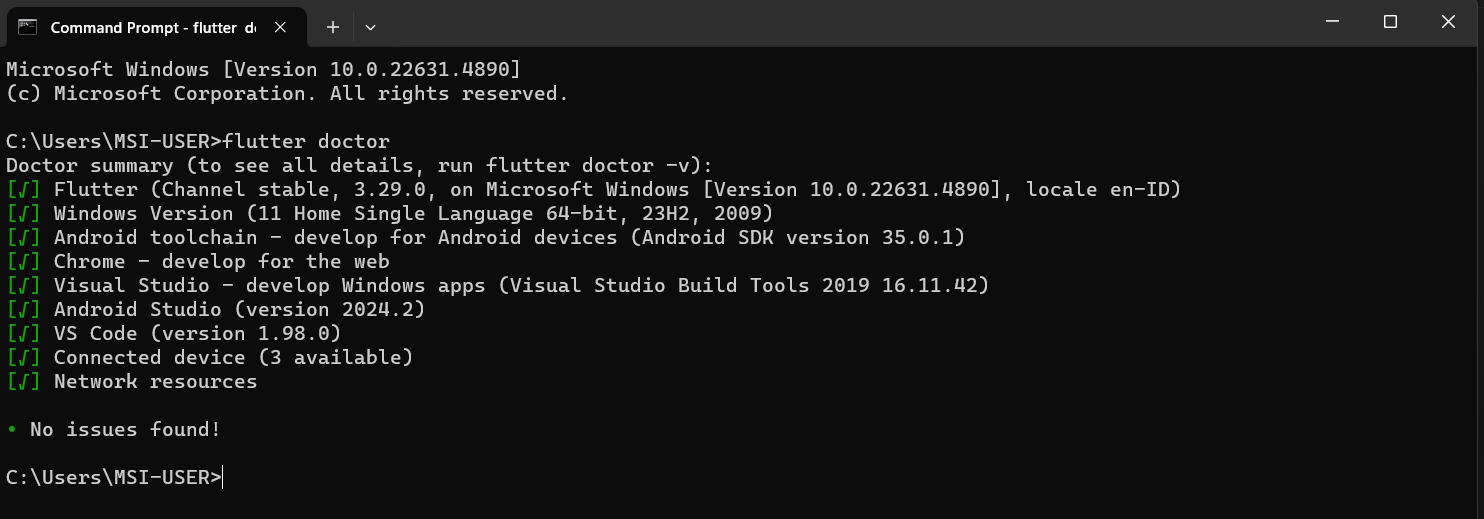 Command Prompt - flutter d
Microsoft Windows [Version 10.0.22631.4890]
(c) Microsoft Corporation. All rights reserved.
C:\Users\MSI-USER>flutter doctor
Doctor summary (to see all details, run flutter doctor -v):
[√] Flutter (Channel stable, 3.29.0, on Microsoft Windows [Version 10.0.22631.4890], locale en-ID)
[√] Windows Version (11 Home Single Language 64-bit, 23H2, 2009)
[√] Android toolchain - develop for Android devices (Android SDK version 35.0.1)
[√] Chrome - develop for the web
[√] Visual Studio - develop Windows apps (Visual Studio Build Tools 2019 16.11.42)
[√] Android Studio (version 2024.2)
[√] VS Code (version 1.98.0)
[√] Connected device (3 available)
[√] Network resources
• No issues found!
C:\Users\MSI-USER>